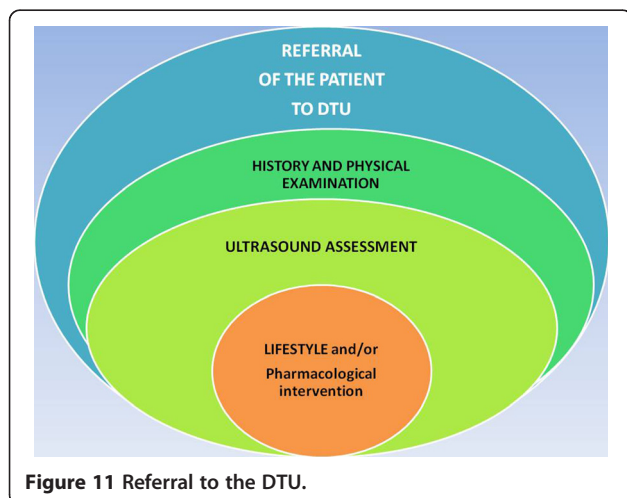 REFERRAL
OF THE PATIENT
TO DTU
HISTORY AND PHYSICAL
EXAMINATION
ULTRASOUND ASSESSMENT
LIFESTYLE and/or
Pharmacological
intervention
Figure 11 Referral to the DTU.